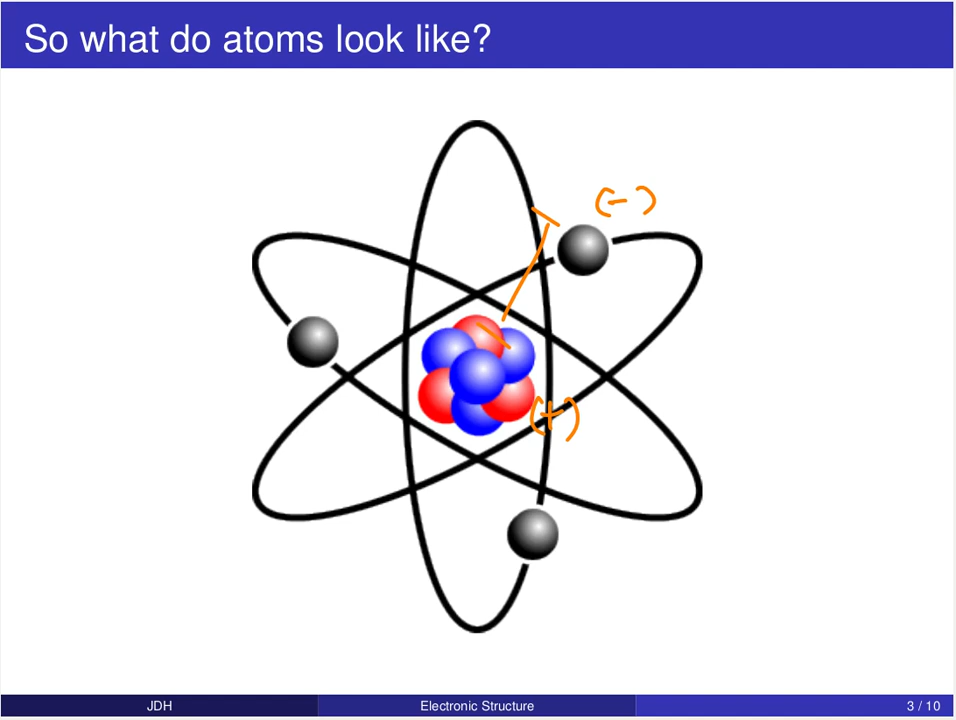 So what do atoms look like?
(-)
(+)
JDH Electronic Structure 3 / 10